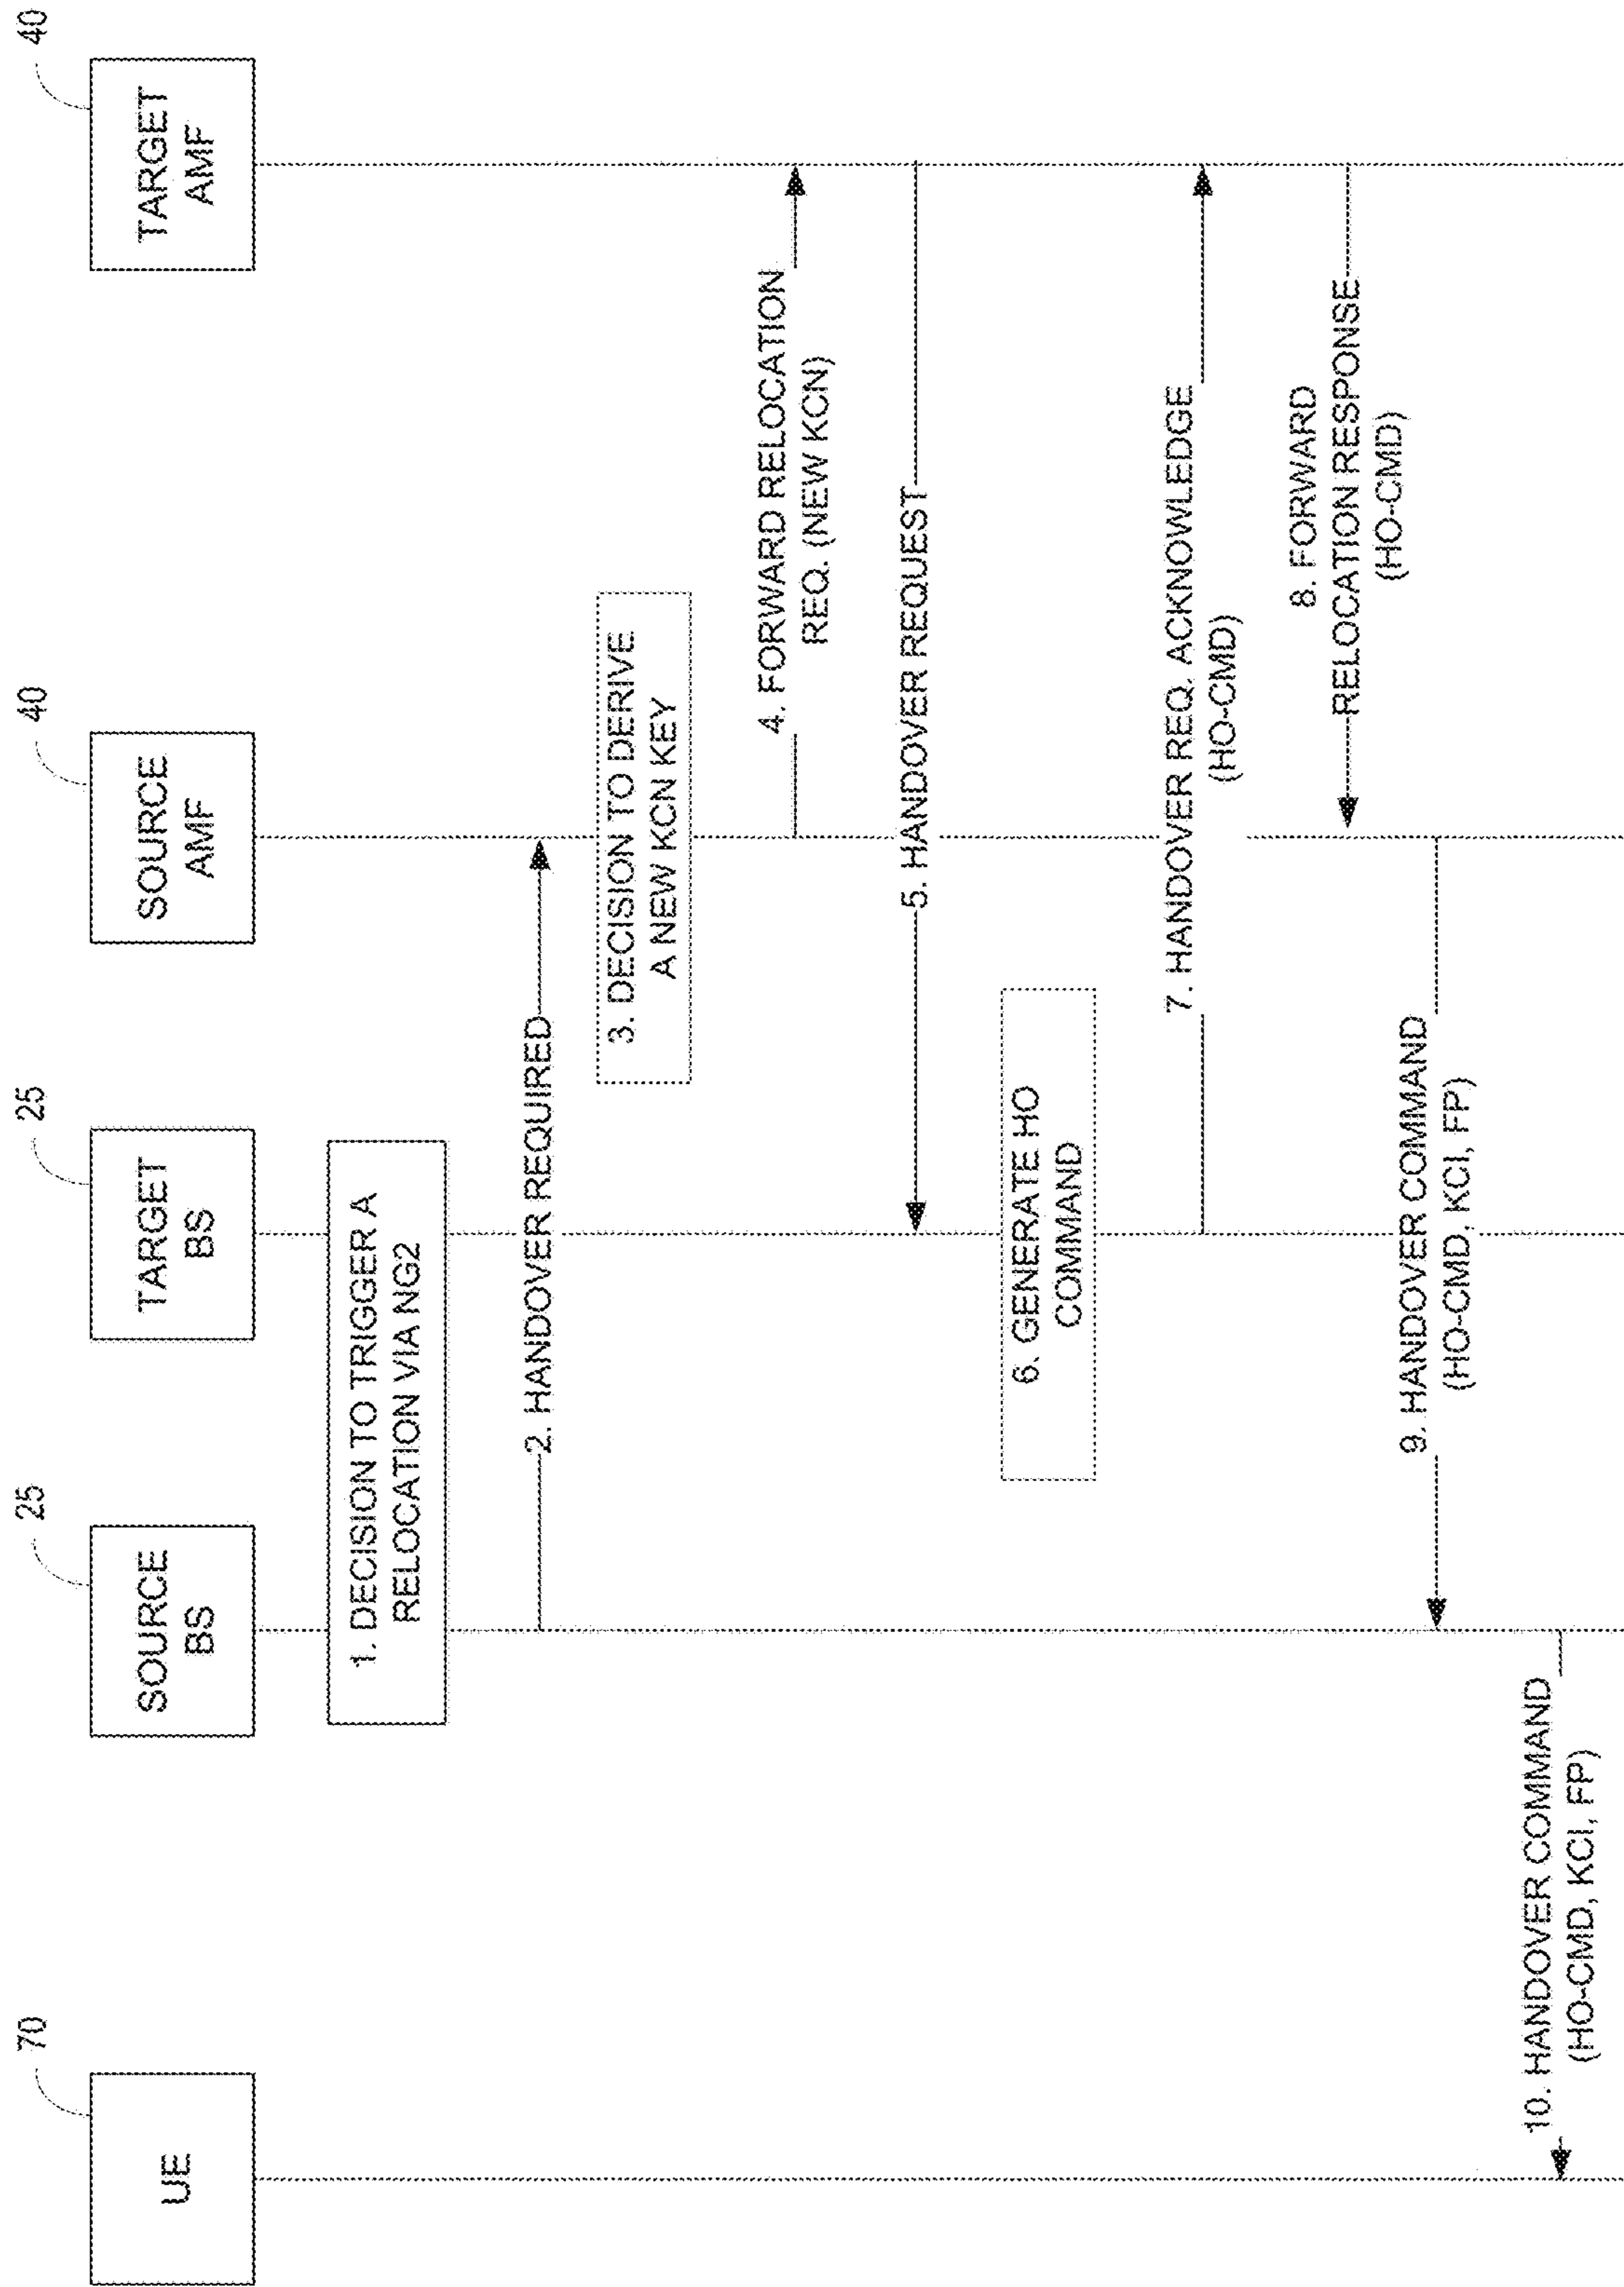 70
25
25
40
40
UE
SOURCE
BS
TARGET
BS
SOURCE
AMF
TARGET
AMF
1. DECISION TO TRIGGER A
RELOCATION VIA NG2
2. HANDOVER REQUIRED
3. DECISION TO DERIVE
A NEW KCN KEY
4. FORWARD RELOCATION
REQ. (NEW KCN)
5. HANDOVER REQUEST
6. GENERATE HO
COMMAND
7. HANDOVER REQ. ACKNOWLEDGE
(HO-CMD)
8. FORWARD
RELOCATION RESPONSE
(HO-CMD)
9. HANDOVER COMMAND
(HO-CMD, KCI, FP)
10. HANDOVER COMMAND
(HO-CMD, KCI, FP)